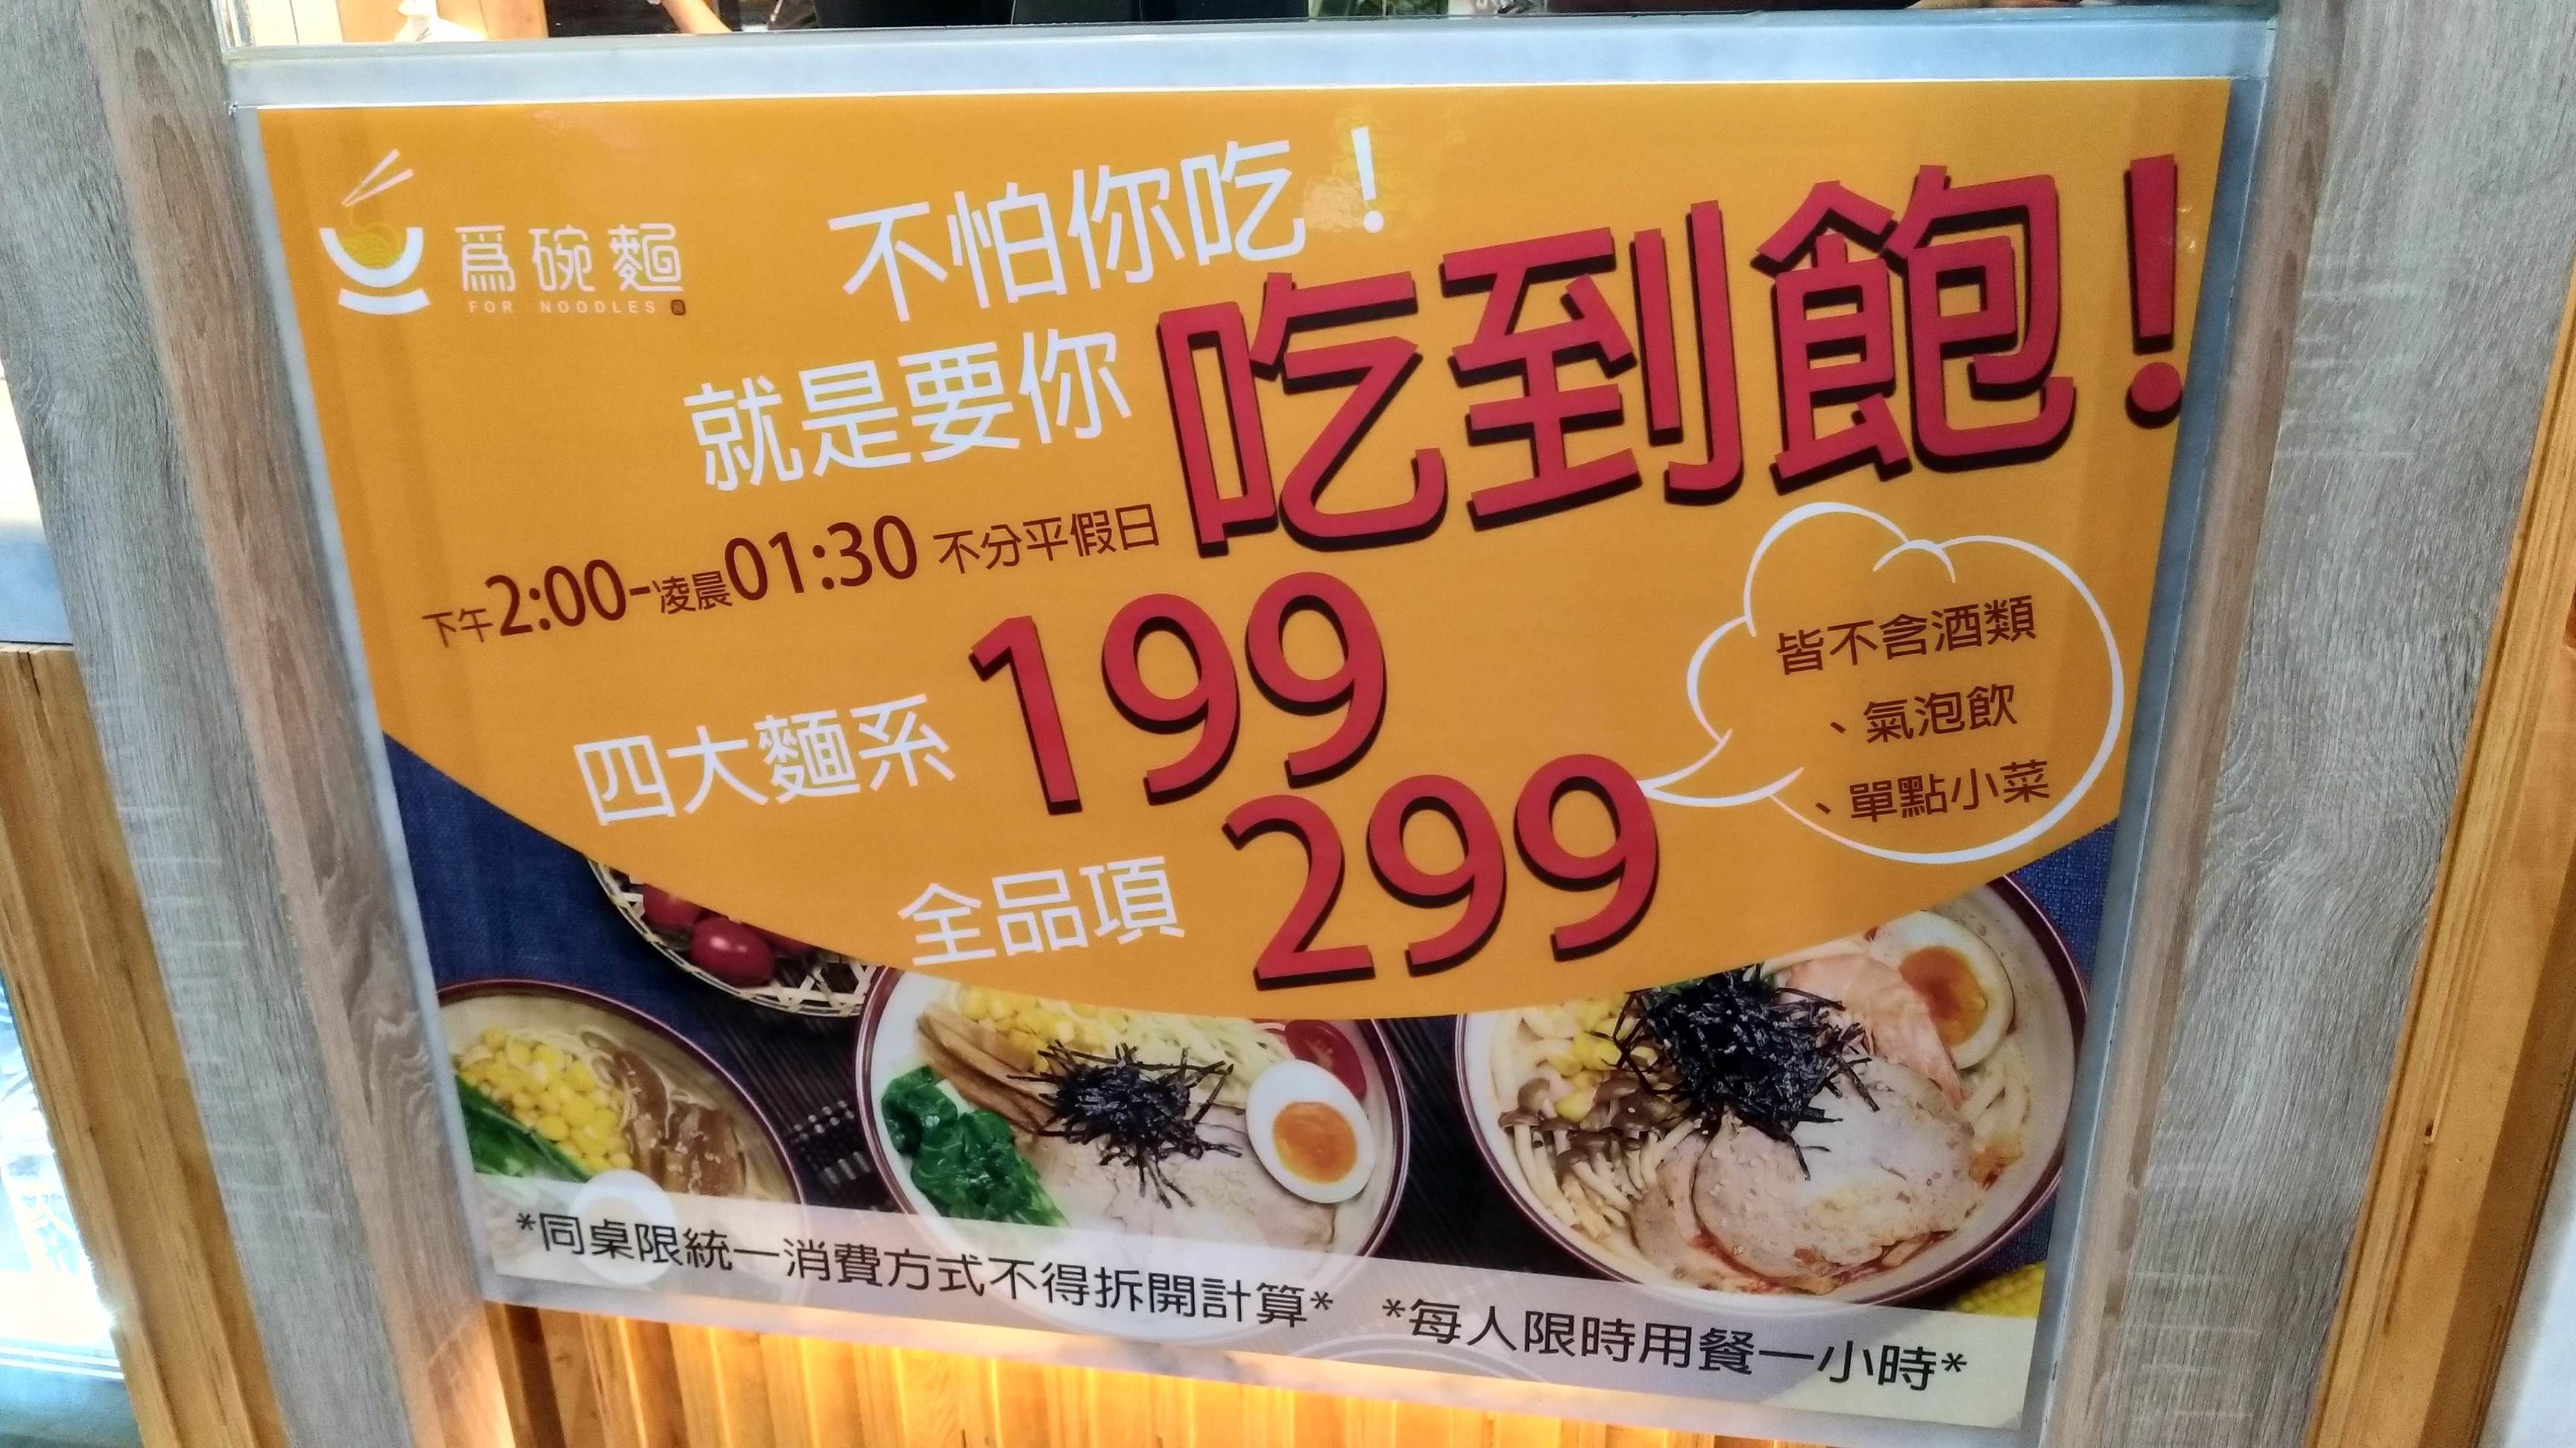 爲碗麵
FOR NOODLES
不怕你吃！
就是要你吃到飽！
下午2:00-凌晨01:30 不分平假日
四大麵系 199
全品項 299
皆不含酒類
、氣泡飲
、單點小菜
*同桌限統一消費方式不得拆開計算* *每人限時用餐一小時*